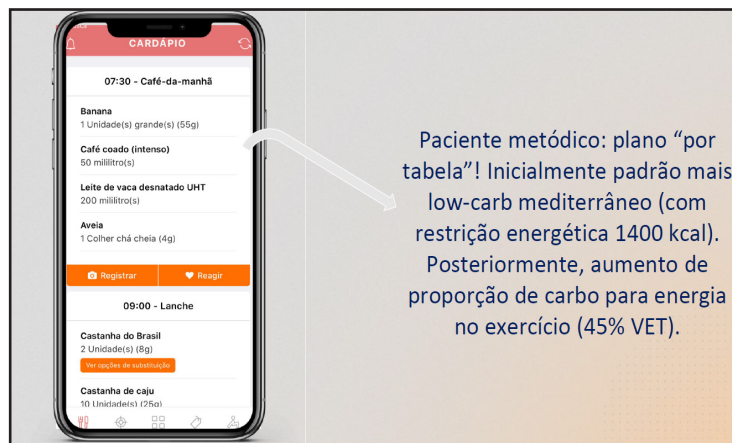 CARDÁPIO
07:30 - Café-da-manhã
Banana
1 Unidade(s) grande(s) (55g)
Café coado (intenso)
50 mililitro(s)
Leite de vaca desnatado UHT
200 mililitro(s)
Aveia
1 Colher chá cheia (4g)
Registrar
Reagir
09:00 - Lanche
Castanha do Brasil
2 Unidade(s) (8g)
Ver opções de substituição
Castanha de caju
10 Unidade(s) (25g)
Paciente metódico: plano “por
tabela”! Inicialmente padrão mais
low-carb mediterrâneo (com
restrição energética 1400 kcal).
Posteriormente, aumento de
proporção de carbo para energia
no exercício (45% VET).